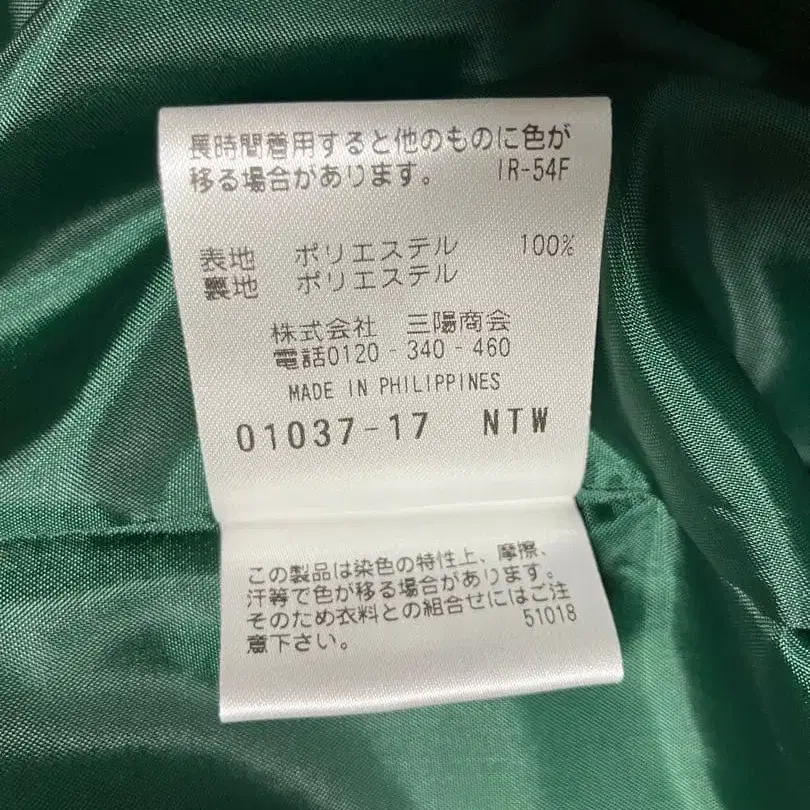 長時間着用すると他のものに色が
移る場合があります。 IR-54F
表地 ポリエステル 100%
裏地 ポリエステル
株式会社 三陽商会
電話0120-340-460
MADE IN PHILIPPINES
01037-17 NTW
この製品は染色の特性上、摩擦、
汗等で色が移る場合があります。
そのため衣料との組合せにはご注
意下さい。 51018